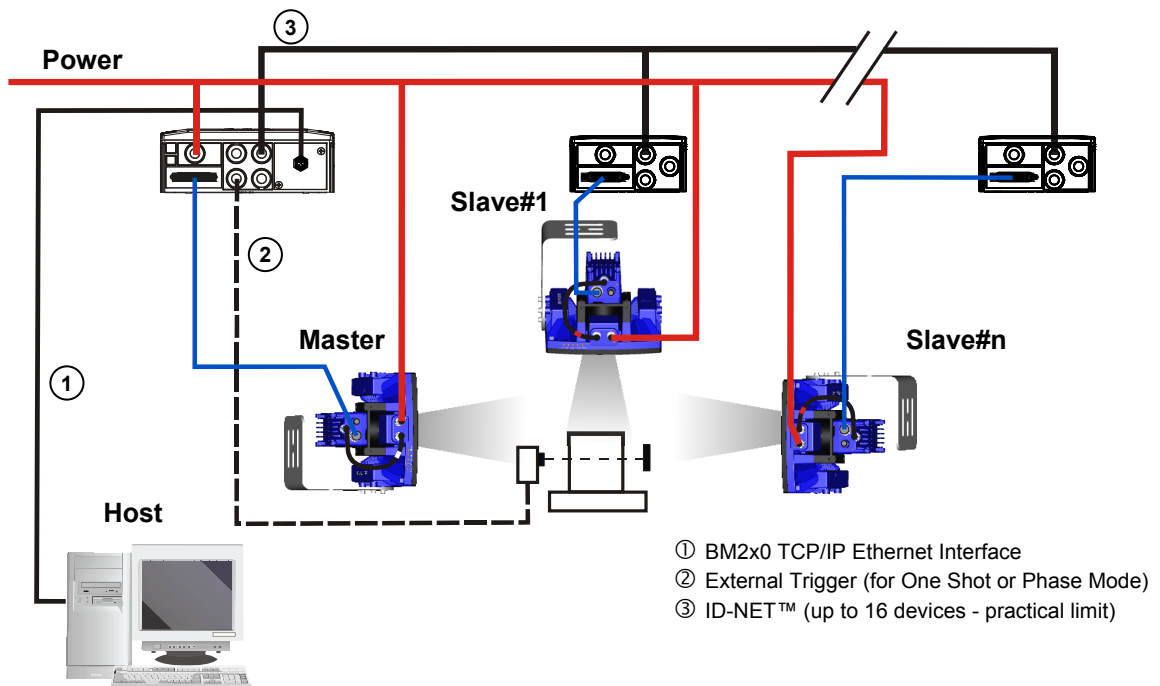 ③
Power
Slave#1
②
Master
Slave#n
①
Host
① BM2x0 TCP/IP Ethernet Interface
② External Trigger (for One Shot or Phase Mode)
③ ID-NET™ (up to 16 devices - practical limit)